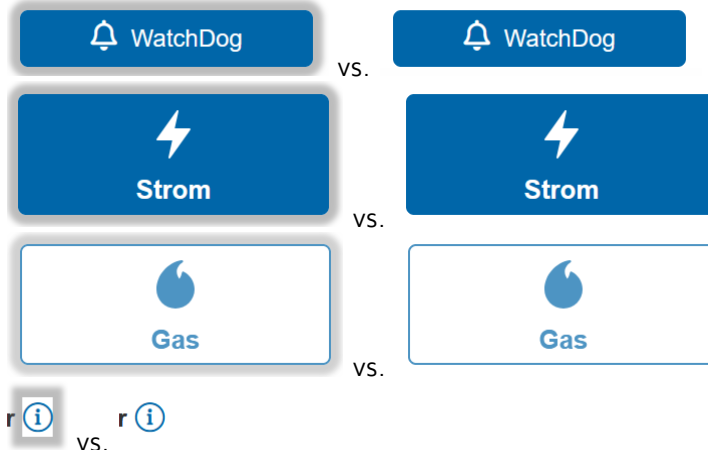 WatchDog vs. WatchDog
Strom vs. Strom
Gas vs. Gas
r i vs. r i